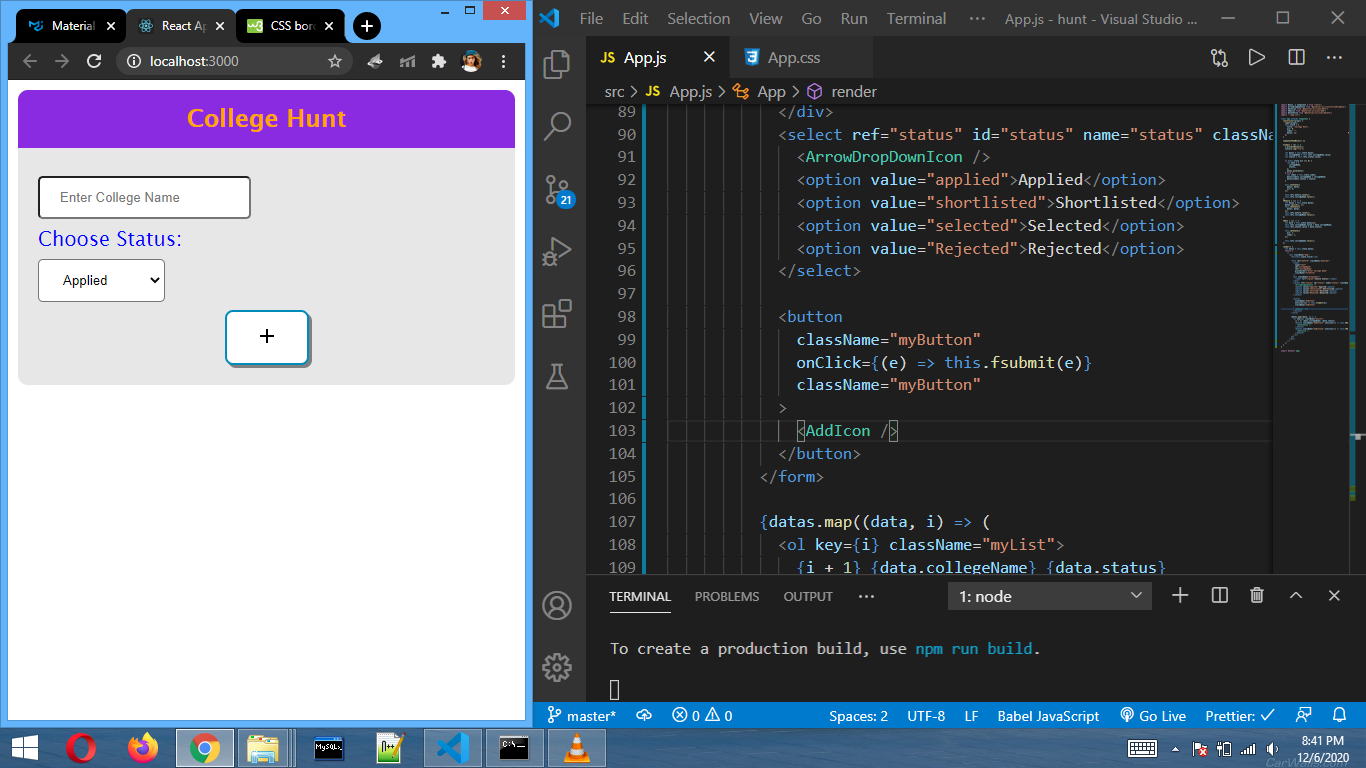 Material
React Ap
CSS bor
localhost:3000
College Hunt
Enter College Name
Choose Status:
Applied
+
File Edit Selection View Go Run Terminal ··· App.js - hunt - Visual Studio ...
JS App.js
App.css
src > JS App.js > App > render
21
89 </div>
90 <select ref="status" id="status" name="status" classNa
91 <ArrowDropDownIcon />
92 <option value="applied">Applied</option>
93 <option value="shortlisted">Shortlisted</option>
94 <option value="selected">Selected</option>
95 <option value="Rejected">Rejected</option>
96 </select>
97
98 <button
99 className="myButton"
100 onClick={(e) => this.fsubmit(e)}
101 className="myButton"
102 >
103 <AddIcon />
104 </button>
105 </form>
106
107 {datas.map((data, i) => (
108 <ol key={i} className="myList">
109 {i + 1} {data.collegeName} {data.status}
TERMINAL PROBLEMS OUTPUT ··· 1: node
To create a production build, use npm run build.
master* 0 0 Spaces: 2 UTF-8 LF Babel JavaScript Go Live Prettier: ✓
MySQL
C:\
8:41 PM
12/6/2020